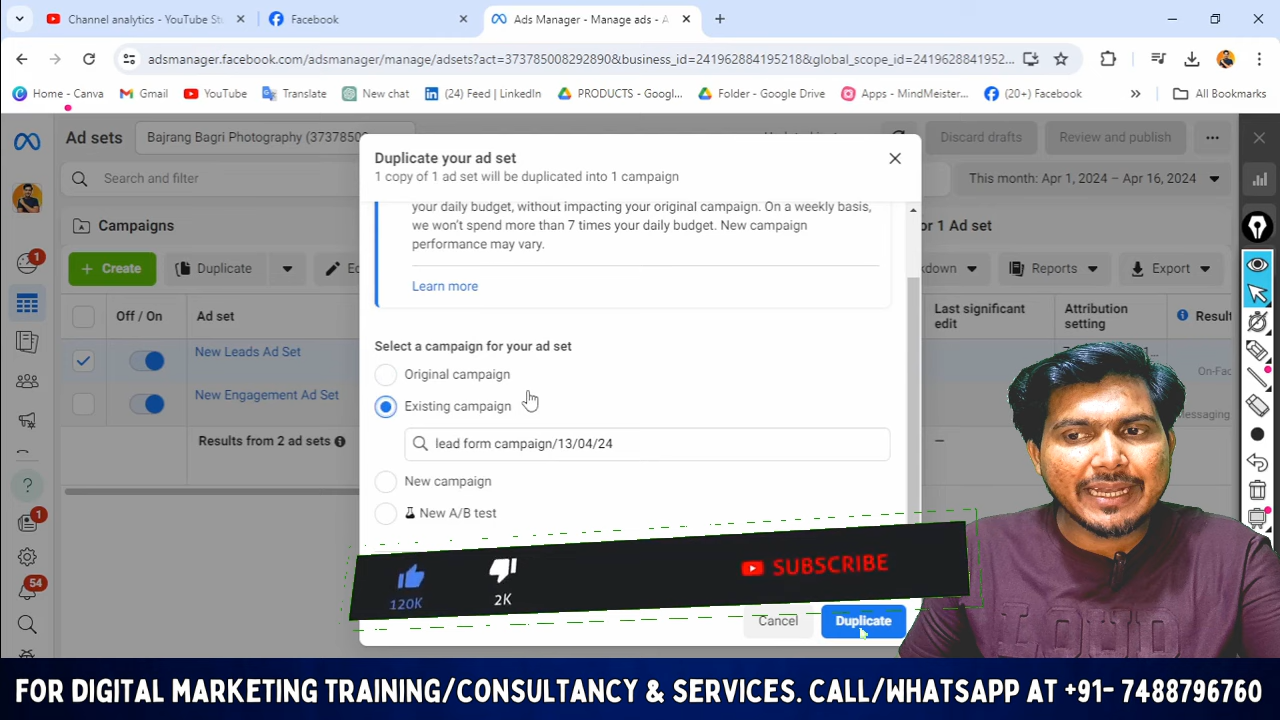 Channel analytics - YouTube St
Facebook
Ads Manager - Manage ads - A
adsmanager.facebook.com/adsmanager/manage/adsets?act=3737850082928908&business_id=241962884195218&global_scope_id=2419628841952...
Home - Canva
Gmail
YouTube
Translate
New chat
(24) Feed | LinkedIn
PRODUCTS - Googl...
Folder - Google Drive
Apps - MindMeister...
(20+) Facebook
All Bookmarks
Ad sets
Bajrang Bagri Photography (37378500
Discard drafts
Review and publish
Search and filter
This month: Apr 1, 2024 – Apr 16, 2024
Campaigns
or 1 Ad set
Create
Duplicate
kdown
Reports
Export
Off / On
Ad set
Last significant edit
Attribution setting
Result
New Leads Ad Set
On-Fac
New Engagement Ad Set
Messaging
Results from 2 ad sets
—
1
1
54
Duplicate your ad set
1 copy of 1 ad set will be duplicated into 1 campaign
your daily budget, without impacting your original campaign. On a weekly basis,
we won't spend more than 7 times your daily budget. New campaign
performance may vary.
Learn more
Select a campaign for your ad set
Original campaign
Existing campaign
lead form campaign/13/04/24
New campaign
New A/B test
120K
2K
SUBSCRIBE
Cancel
Duplicate
FOR DIGITAL MARKETING TRAINING/CONSULTANCY & SERVICES. CALL/WHATSAPP AT +91- 7488796760